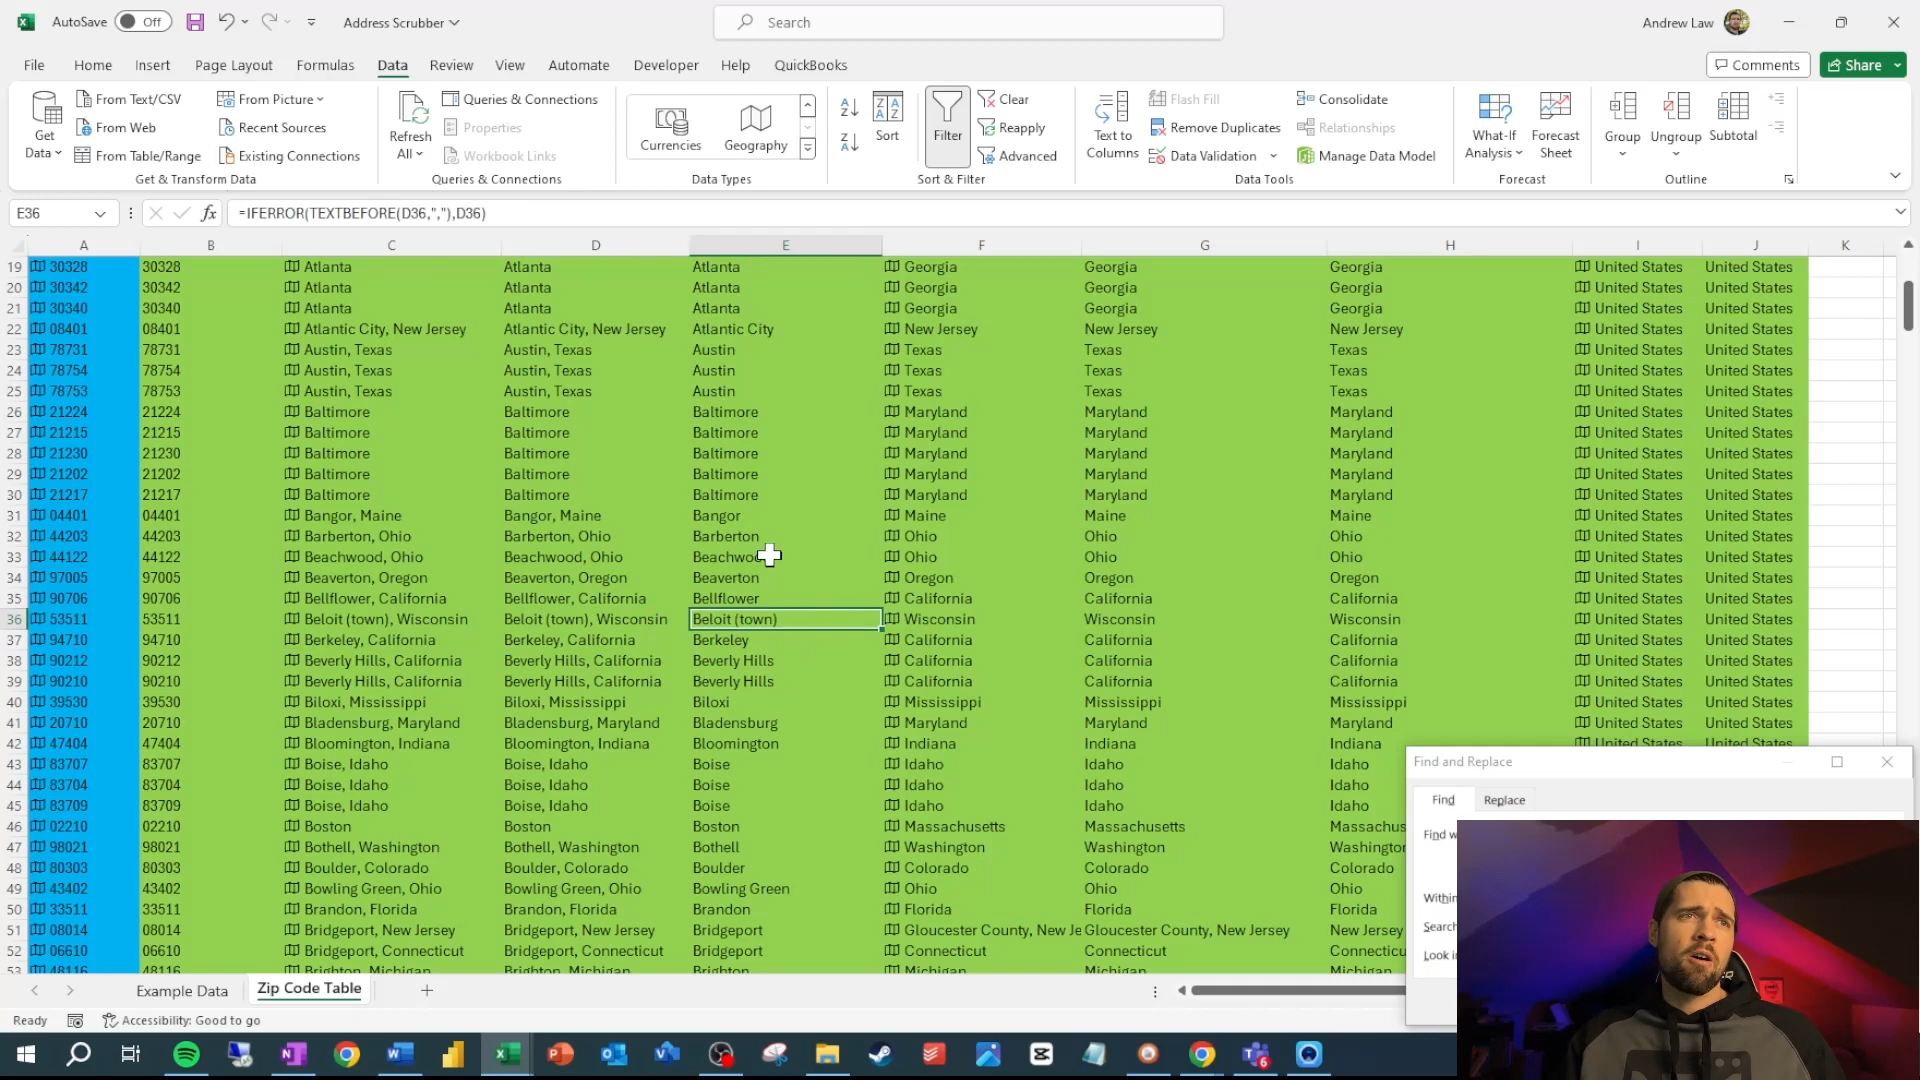 AutoSave Off Address Scrubber Search Andrew Law
File Home Insert Page Layout Formulas Data Review View Automate Developer Help QuickBooks Comments Share
Get Data From Text/CSV From Picture Refresh All Queries & Connections Currencies Geography Sort Filter Clear Text to Columns Flash Fill Consolidate What-If Analysis Forecast Sheet Group Ungroup Subtotal
From Web Recent Sources Properties Reapply Remove Duplicates Relationships
From Table/Range Existing Connections Workbook Links Advanced Data Validation Manage Data Model
Get & Transform Data Queries & Connections Data Types Sort & Filter Data Tools Forecast Outline
E36 fx =IFERROR(TEXTBEFORE(D36,","),D36)
A B C D E F G H I J K
19 30328 30328 Atlanta Atlanta Atlanta Georgia Georgia Georgia United States United States
20 30342 30342 Atlanta Atlanta Atlanta Georgia Georgia Georgia United States United States
21 30340 30340 Atlanta Atlanta Atlanta Georgia Georgia Georgia United States United States
22 08401 08401 Atlantic City, New Jersey Atlantic City, New Jersey Atlantic City New Jersey New Jersey New Jersey United States United States
23 78731 78731 Austin, Texas Austin, Texas Austin Texas Texas Texas United States United States
24 78754 78754 Austin, Texas Austin, Texas Austin Texas Texas Texas United States United States
25 78753 78753 Austin, Texas Austin, Texas Austin Texas Texas Texas United States United States
26 21224 21224 Baltimore Baltimore Baltimore Maryland Maryland Maryland United States United States
27 21215 21215 Baltimore Baltimore Baltimore Maryland Maryland Maryland United States United States
28 21230 21230 Baltimore Baltimore Baltimore Maryland Maryland Maryland United States United States
29 21202 21202 Baltimore Baltimore Baltimore Maryland Maryland Maryland United States United States
30 21217 21217 Baltimore Baltimore Baltimore Maryland Maryland Maryland United States United States
31 04401 04401 Bangor, Maine Bangor, Maine Bangor Maine Maine Maine United States United States
32 44203 44203 Barberton, Ohio Barberton, Ohio Barberton Ohio Ohio Ohio United States United States
33 44122 44122 Beachwood, Ohio Beachwood, Ohio Beachwo Ohio Ohio Ohio United States United States
34 97005 97005 Beaverton, Oregon Beaverton, Oregon Beaverton Oregon Oregon Oregon United States United States
35 90706 90706 Bellflower, California Bellflower, California Bellflower California California California United States United States
36 53511 53511 Beloit (town), Wisconsin Beloit (town), Wisconsin Beloit (town) Wisconsin Wisconsin Wisconsin United States United States
37 94710 94710 Berkeley, California Berkeley, California Berkeley California California California United States United States
38 90212 90212 Beverly Hills, California Beverly Hills, California Beverly Hills California California California United States United States
39 90210 90210 Beverly Hills, California Beverly Hills, California Beverly Hills California California California United States United States
40 39530 39530 Biloxi, Mississippi Biloxi, Mississippi Biloxi Mississippi Mississippi Mississippi United States United States
41 20710 20710 Bladensburg, Maryland Bladensburg, Maryland Bladensburg Maryland Maryland Maryland United States United States
42 47404 47404 Bloomington, Indiana Bloomington, Indiana Bloomington Indiana Indiana Indiana United States United States
43 83707 83707 Boise, Idaho Boise, Idaho Boise Idaho Idaho Idaho
44 83704 83704 Boise, Idaho Boise, Idaho Boise Idaho Idaho Idaho
45 83709 83709 Boise, Idaho Boise, Idaho Boise Idaho Idaho Idaho
46 02210 02210 Boston Boston Boston Massachusetts Massachusetts Massachus
47 98021 98021 Bothell, Washington Bothell, Washington Bothell Washington Washington Washingto
48 80303 80303 Boulder, Colorado Boulder, Colorado Boulder Colorado Colorado Colorado
49 43402 43402 Bowling Green, Ohio Bowling Green, Ohio Bowling Green Ohio Ohio Ohio
50 33511 33511 Brandon, Florida Brandon, Florida Brandon Florida Florida Florida
51 08014 08014 Bridgeport, New Jersey Bridgeport, New Jersey Bridgeport Gloucester County, New Je Gloucester County, New Jersey New Jersey
52 06610 06610 Bridgeport, Connecticut Bridgeport, Connecticut Bridgeport Connecticut Connecticut Connecticu
53 48116 48116 Brighton, Michigan Brighton, Michigan Brighton Michigan Michigan Michigan
Find and Replace
Find Replace
Find w
Within
Search
Look in
Example Data Zip Code Table
Ready Accessibility: Good to go
6